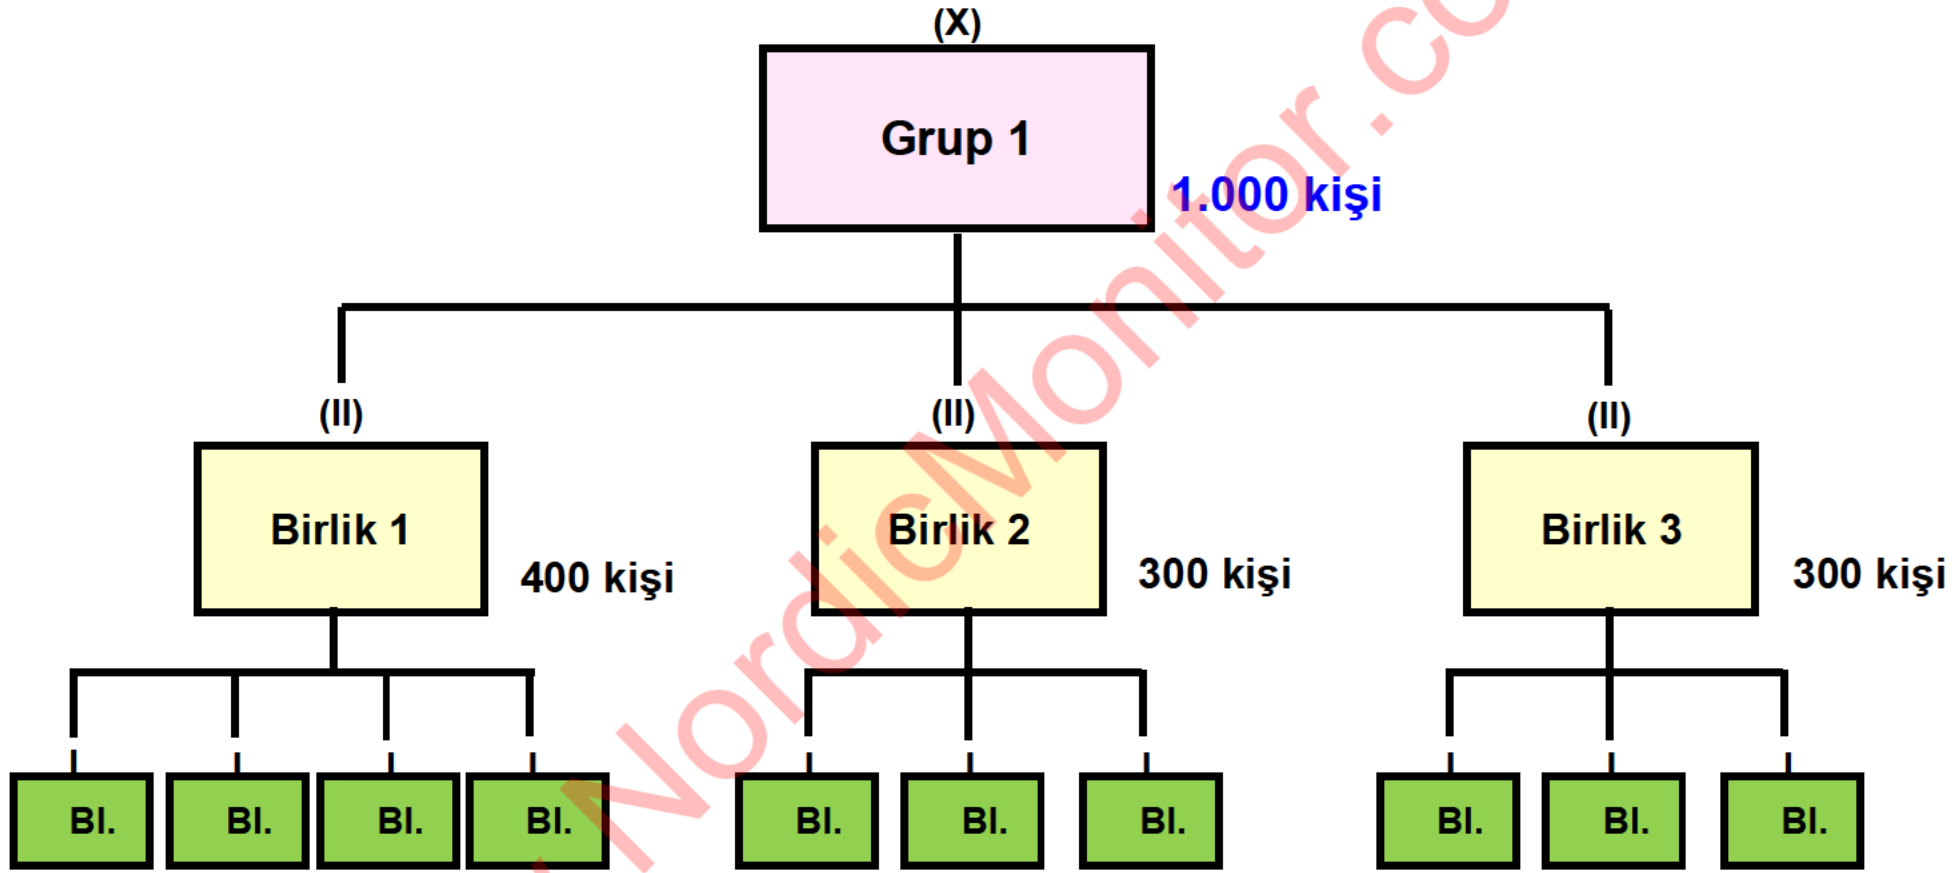 (X)
Grup 1
1.000 kişi
(II)
(II)
(II)
Birlik 1
400 kişi
Birlik 2
300 kişi
Birlik 3
300 kişi
I
I
I
I
I
I
I
I
I
I
Bl.
Bl.
Bl.
Bl.
Bl.
Bl.
Bl.
Bl.
Bl.
Bl.
NordicMonitor.co